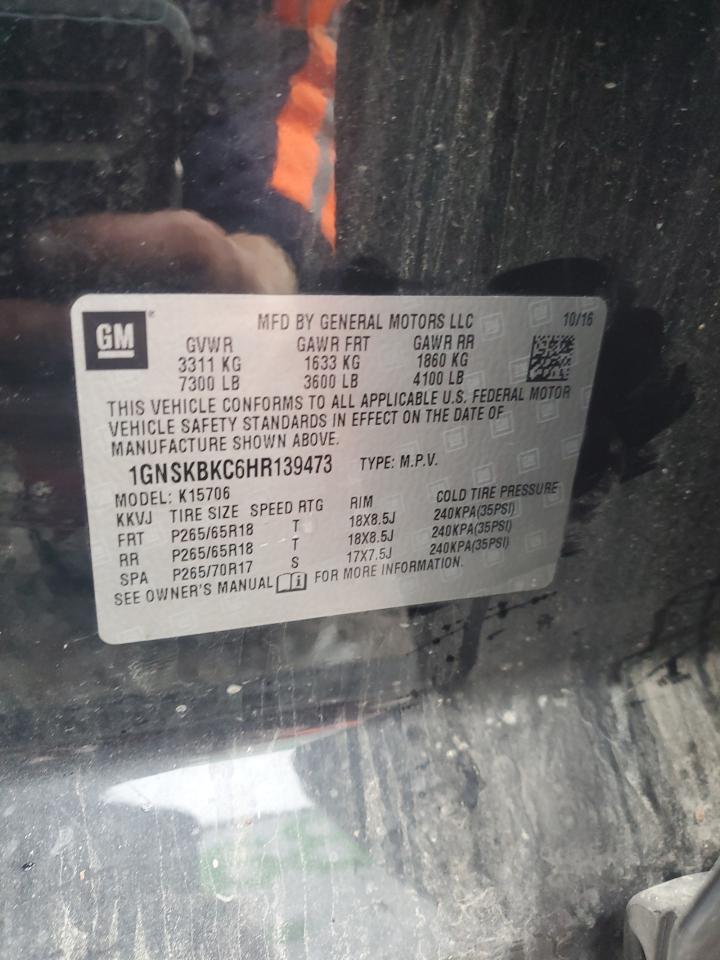 GM
MFD BY GENERAL MOTORS LLC 10/16
GVWR GAWR FRT GAWR RR
3311 KG 1633 KG 1860 KG
7300 LB 3600 LB 4100 LB
THIS VEHICLE CONFORMS TO ALL APPLICABLE U.S. FEDERAL MOTOR
VEHICLE SAFETY STANDARDS IN EFFECT ON THE DATE OF
MANUFACTURE SHOWN ABOVE.
1GNSKBKC6HR139473 TYPE: M.P.V.
MODEL: K15706
KKVJ TIRE SIZE SPEED RTG RIM COLD TIRE PRESSURE
FRT P265/65R18 T 18X8.5J 240KPA(35PSI)
RR P265/65R18 T 18X8.5J 240KPA(35PSI)
SPA P265/70R17 S 17X7.5J 240KPA(35PSI)
SEE OWNER'S MANUAL FOR MORE INFORMATION.